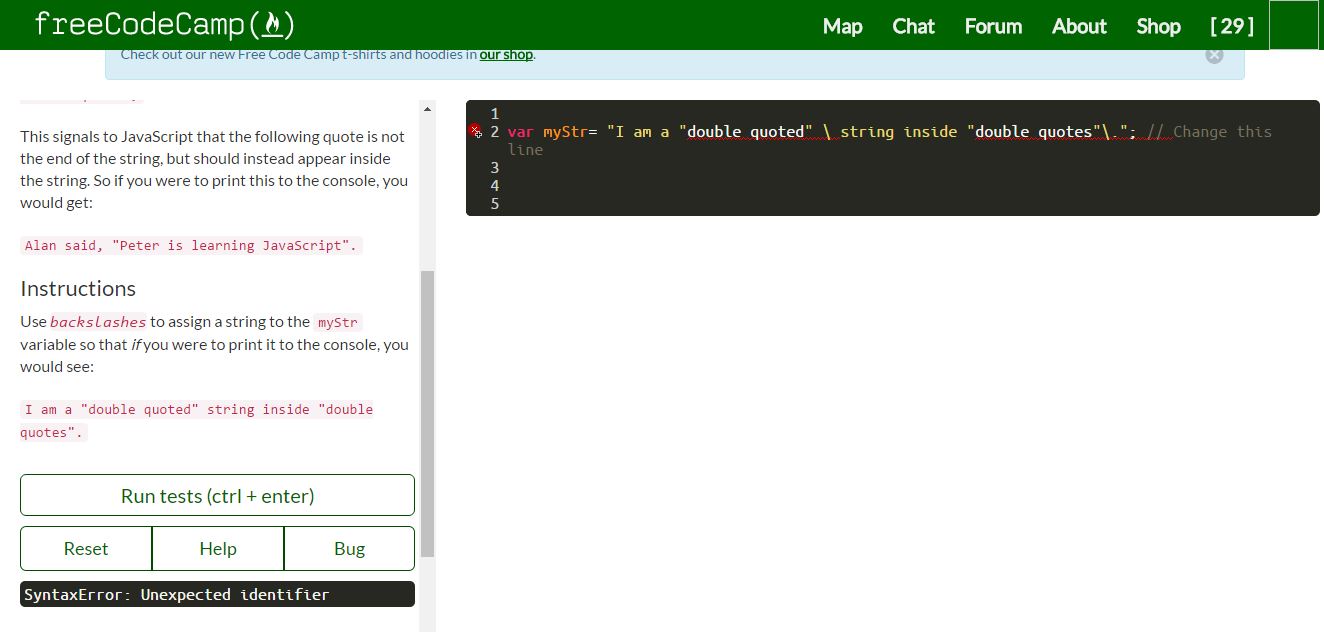 freeCodeCamp(🔥)
Map Chat Forum About Shop [ 29 ]
Check out our new Free Code Camp t-shirts and hoodies in our shop.
This signals to JavaScript that the following quote is not
the end of the string, but should instead appear inside
the string. So if you were to print this to the console, you
would get:
Alan said, "Peter is learning JavaScript".
Instructions
Use backslashes to assign a string to the myStr
variable so that if you were to print it to the console, you
would see:
I am a "double quoted" string inside "double
quotes".
Run tests (ctrl + enter)
Reset Help Bug
SyntaxError: Unexpected identifier
1
2 var myStr= "I am a "double quoted" \ string inside "double quotes"\."; // Change this
line
3
4
5